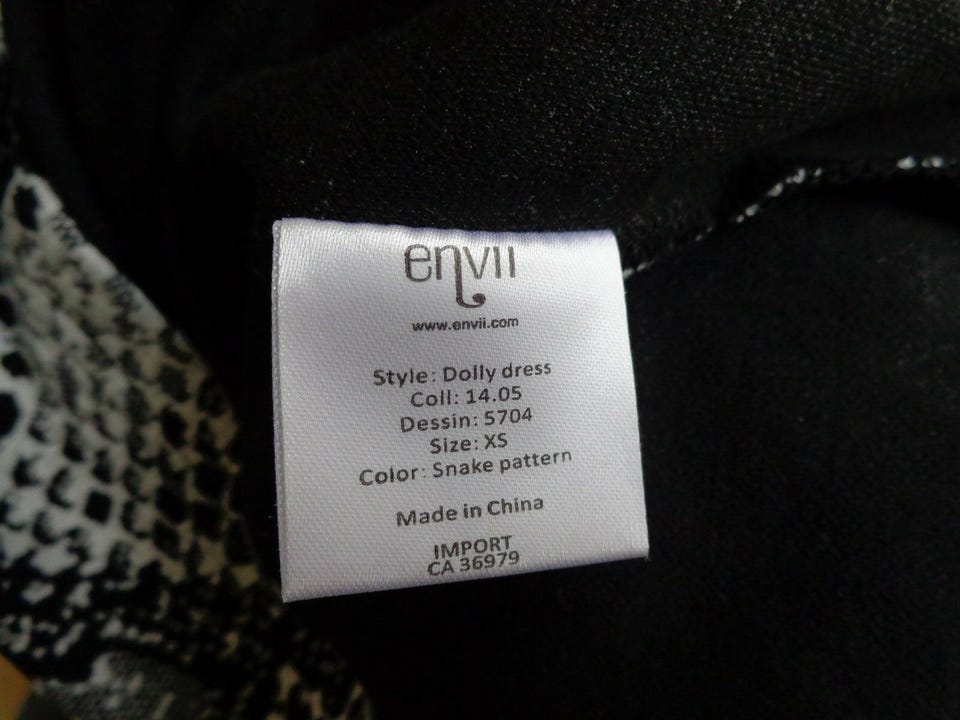 envii
www.envii.com
Style: Dolly dress
Coll: 14.05
Dessin: 5704
Size: XS
Color: Snake pattern
Made in China
IMPORT
CA 36979